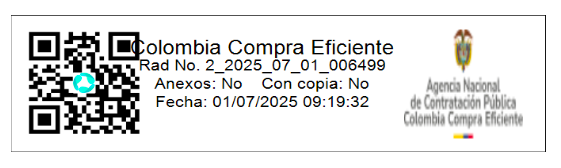 Colombia Compra Eficiente
Rad No. 2_2025_07_01_006499
Anexos: No Con copia: No
Fecha: 01/07/2025 09:19:32
Agencia Nacional
de Contratación Pública
Colombia Compra Eficiente